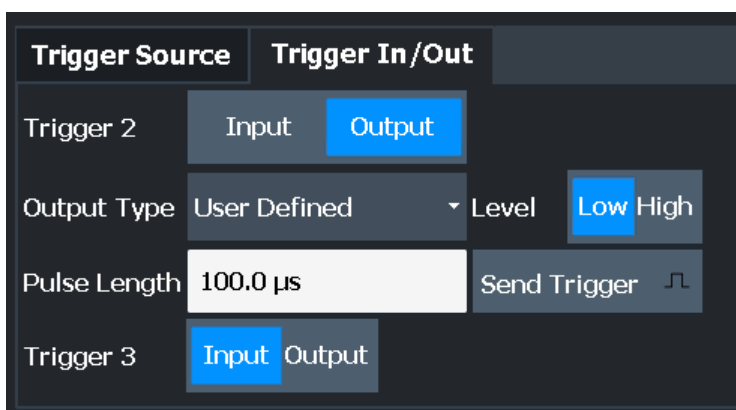 Trigger Source Trigger In/Out
Trigger 2 Input Output
Output Type User Defined Level Low High
Pulse Length 100.0 µs Send Trigger
Trigger 3 Input Output